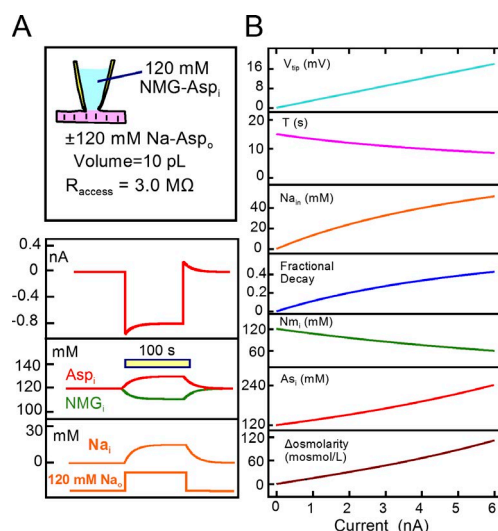 A
120 mM
NMG-Aspi
±120 mM Na-Aspo
Volume=10 pL
Raccess = 3.0 MΩ
0.4
nA
0
-0.4
-0.8
mM
100 s
140
Aspi
120
NMGi
100
30
mM
Nai
0
120 mM Nao
B
Vtip (mV)
16
8
0
T (s)
20
10
0
Nain (mM)
40
20
0
Fractional
Decay
0.4
0.2
0
Nmi (mM)
120
60
Asi (mM)
240
120
Δosmolarity
(mosmol/L)
120
60
0
0 1 2 3 4 5 6
Current (nA)